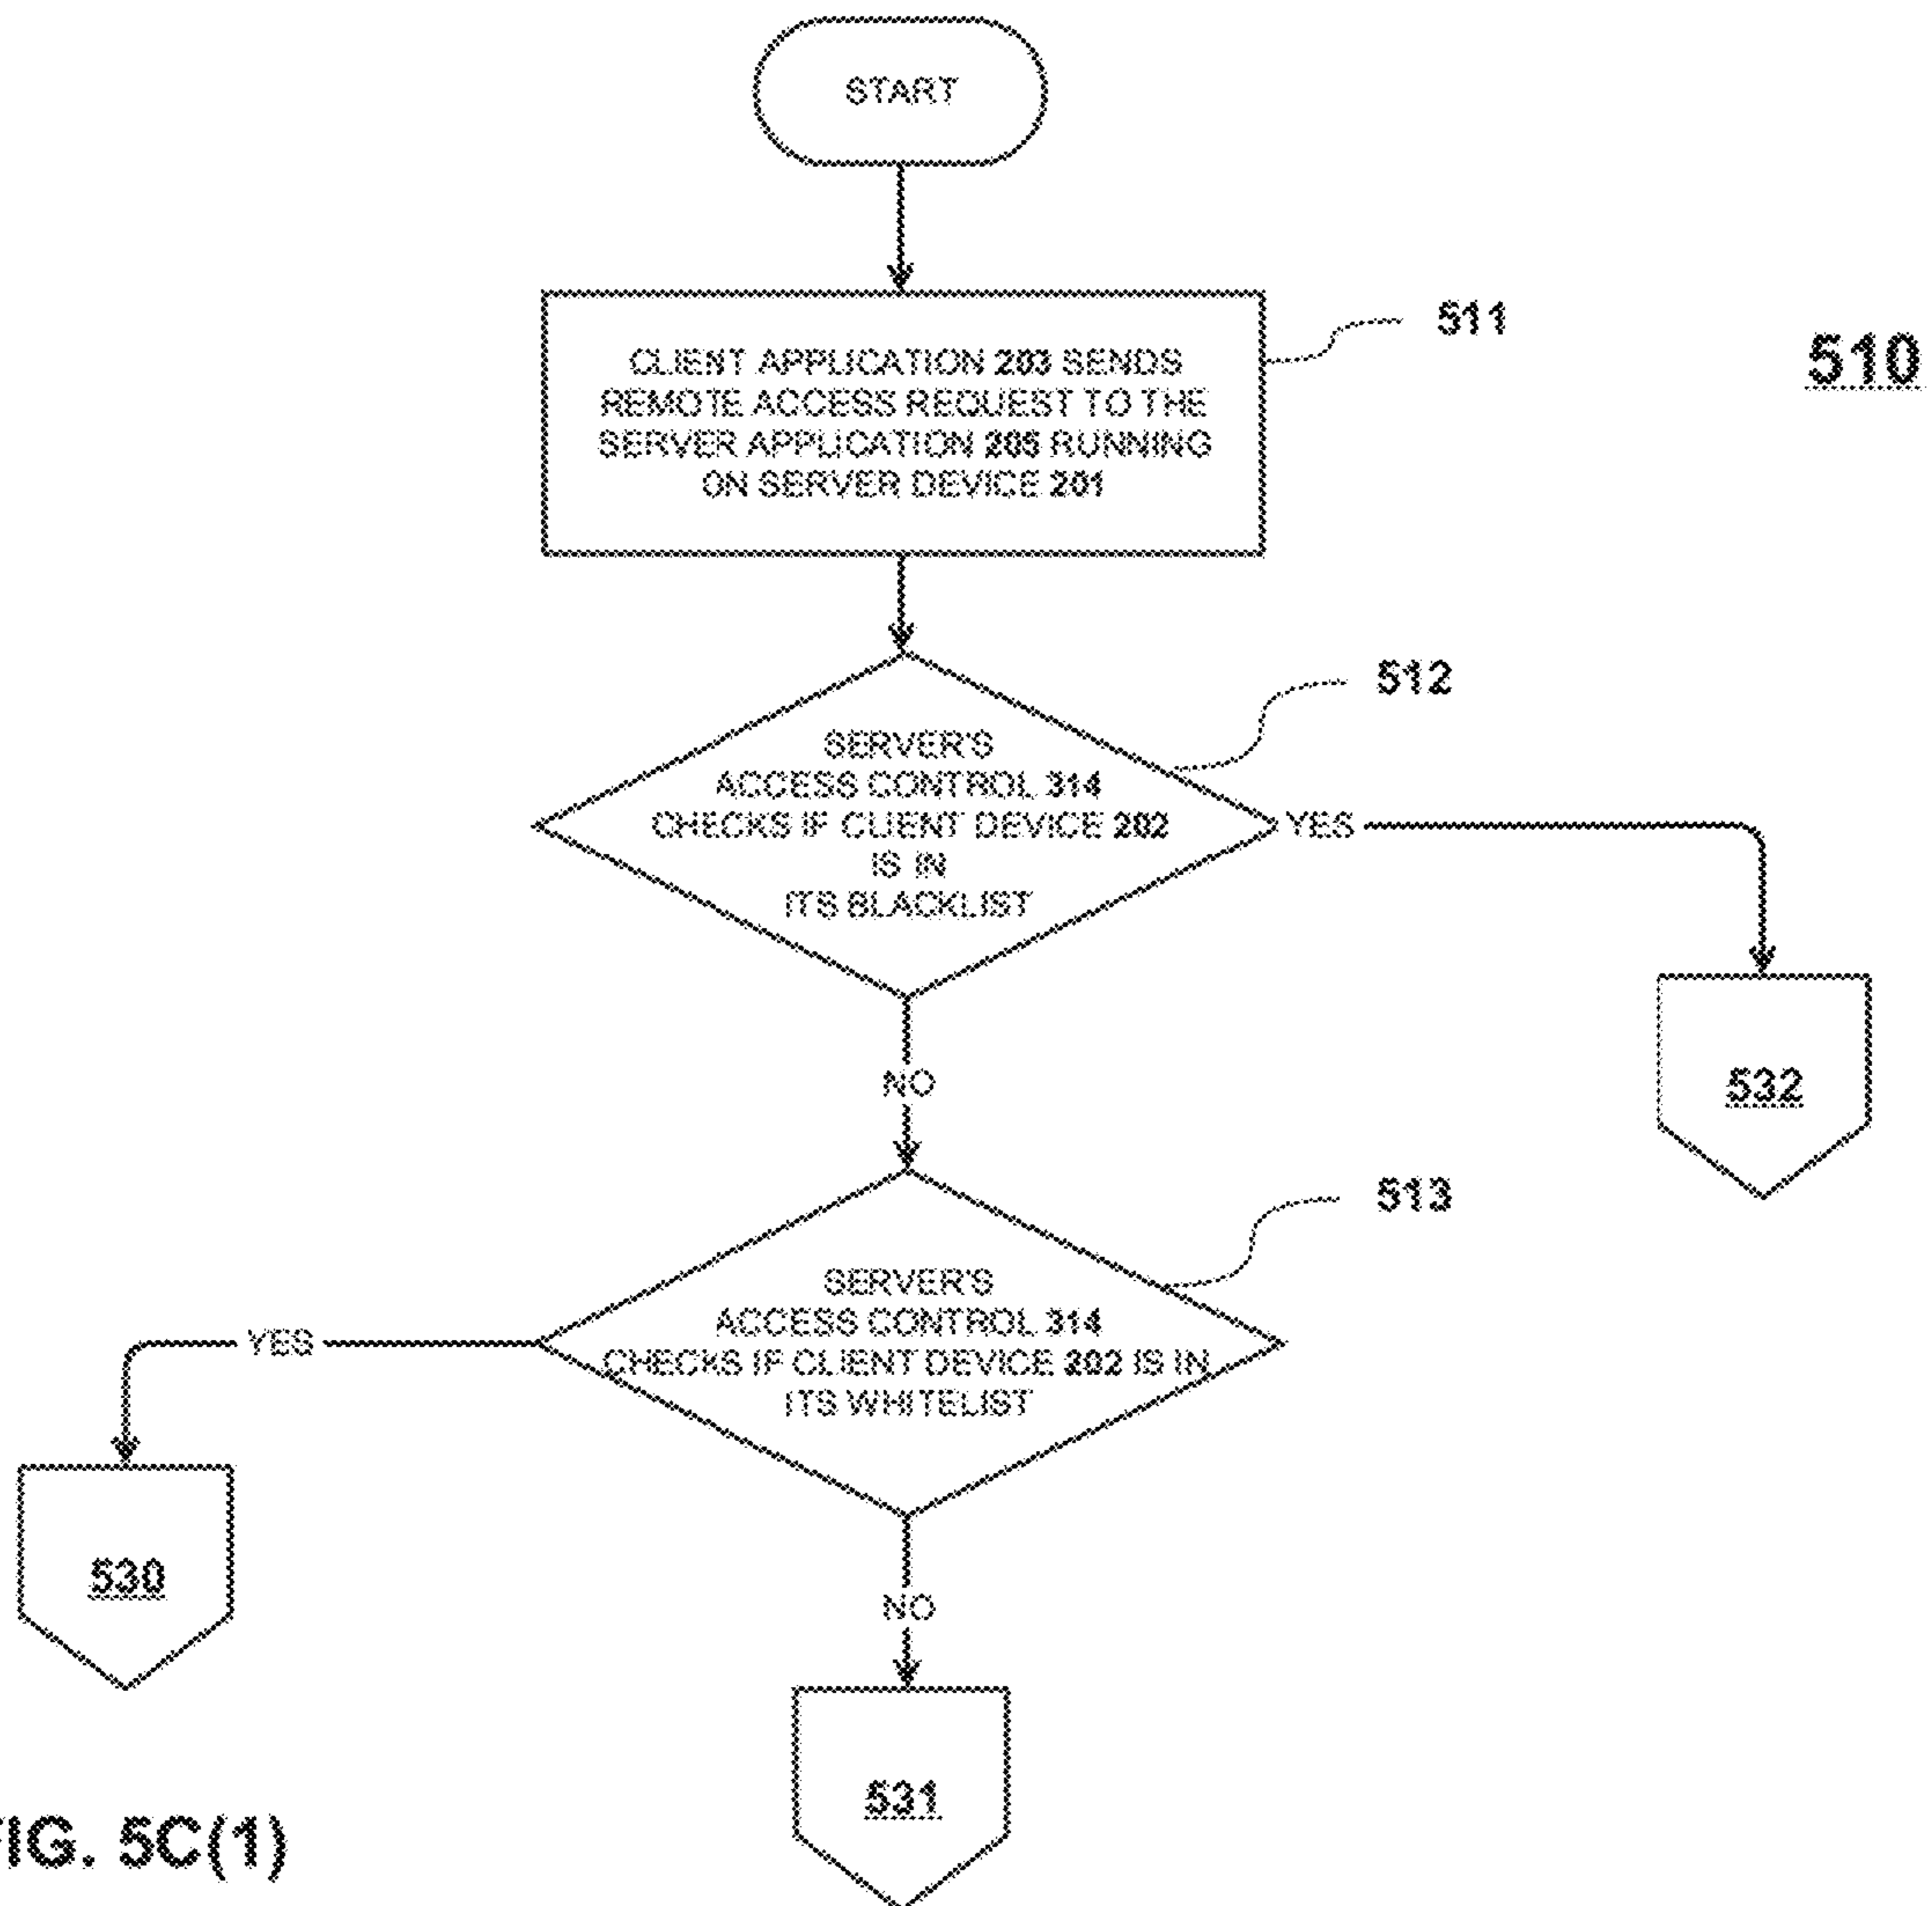 START
511
510
CLIENT APPLICATION 203 SENDS
REMOTE ACCESS REQUEST TO THE
SERVER APPLICATION 205 RUNNING
ON SERVER DEVICE 201
512
SERVER'S
ACCESS CONTROL 314
CHECKS IF CLIENT DEVICE 202
IS IN
ITS BLACKLIST
YES
532
NO
513
SERVER'S
ACCESS CONTROL 314
CHECKS IF CLIENT DEVICE 202 IS IN
ITS WHITELIST
YES
530
NO
531
FIG. 5C(1)